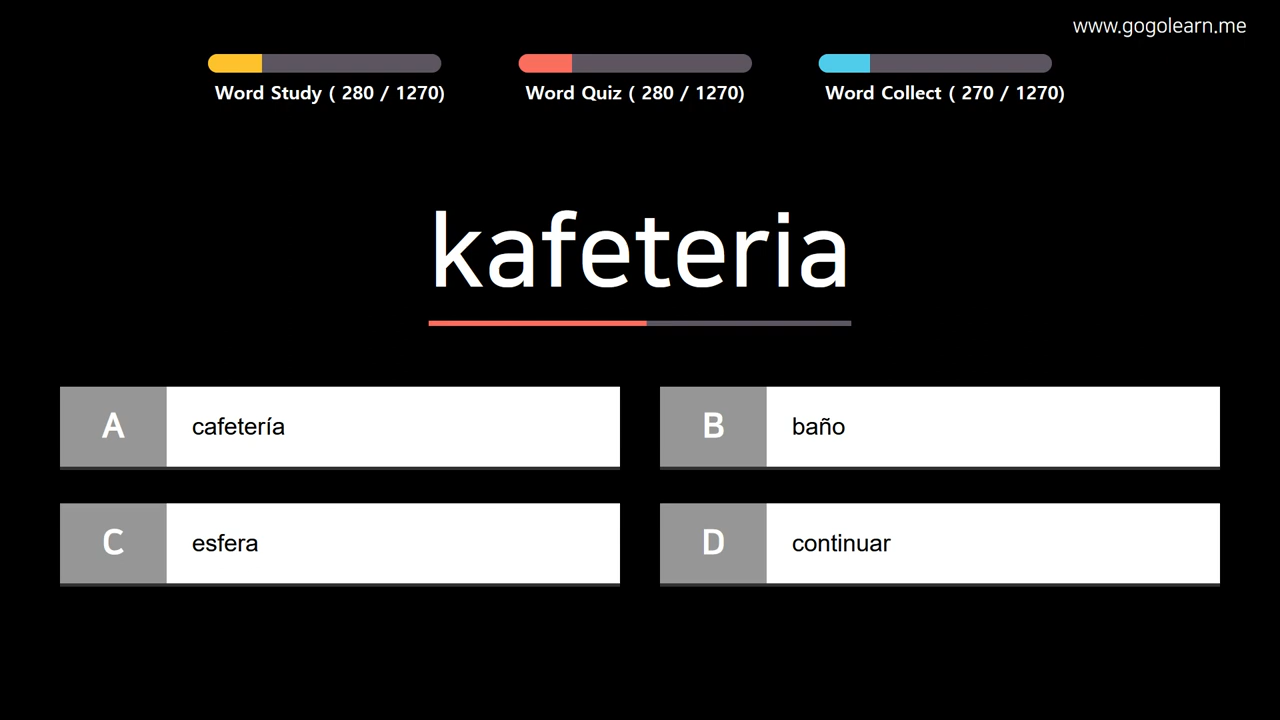 www.gogolearn.me
Word Study ( 280 / 1270)
Word Quiz ( 280 / 1270)
Word Collect ( 270 / 1270)
kafeteria
A cafetería
B baño
C esfera
D continuar